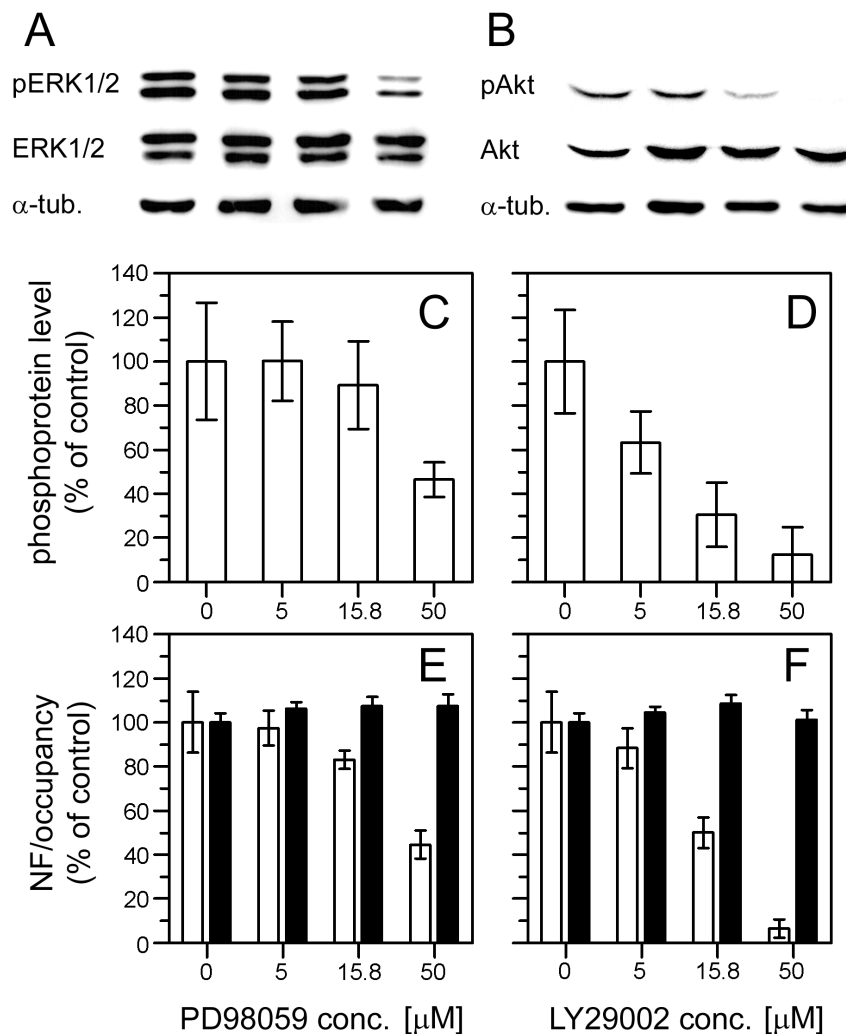 A
B
pERK1/2
ERK1/2
α-tub.
pAkt
Akt
α-tub.
phosphoprotein level
(% of control)
140
120
100
80
60
40
20
0
C
D
0 5 15.8 50
0 5 15.8 50
NF/occupancy
(% of control)
140
120
100
80
60
40
20
0
E
F
0 5 15.8 50
0 5 15.8 50
PD98059 conc. [μM]
LY29002 conc. [μM]